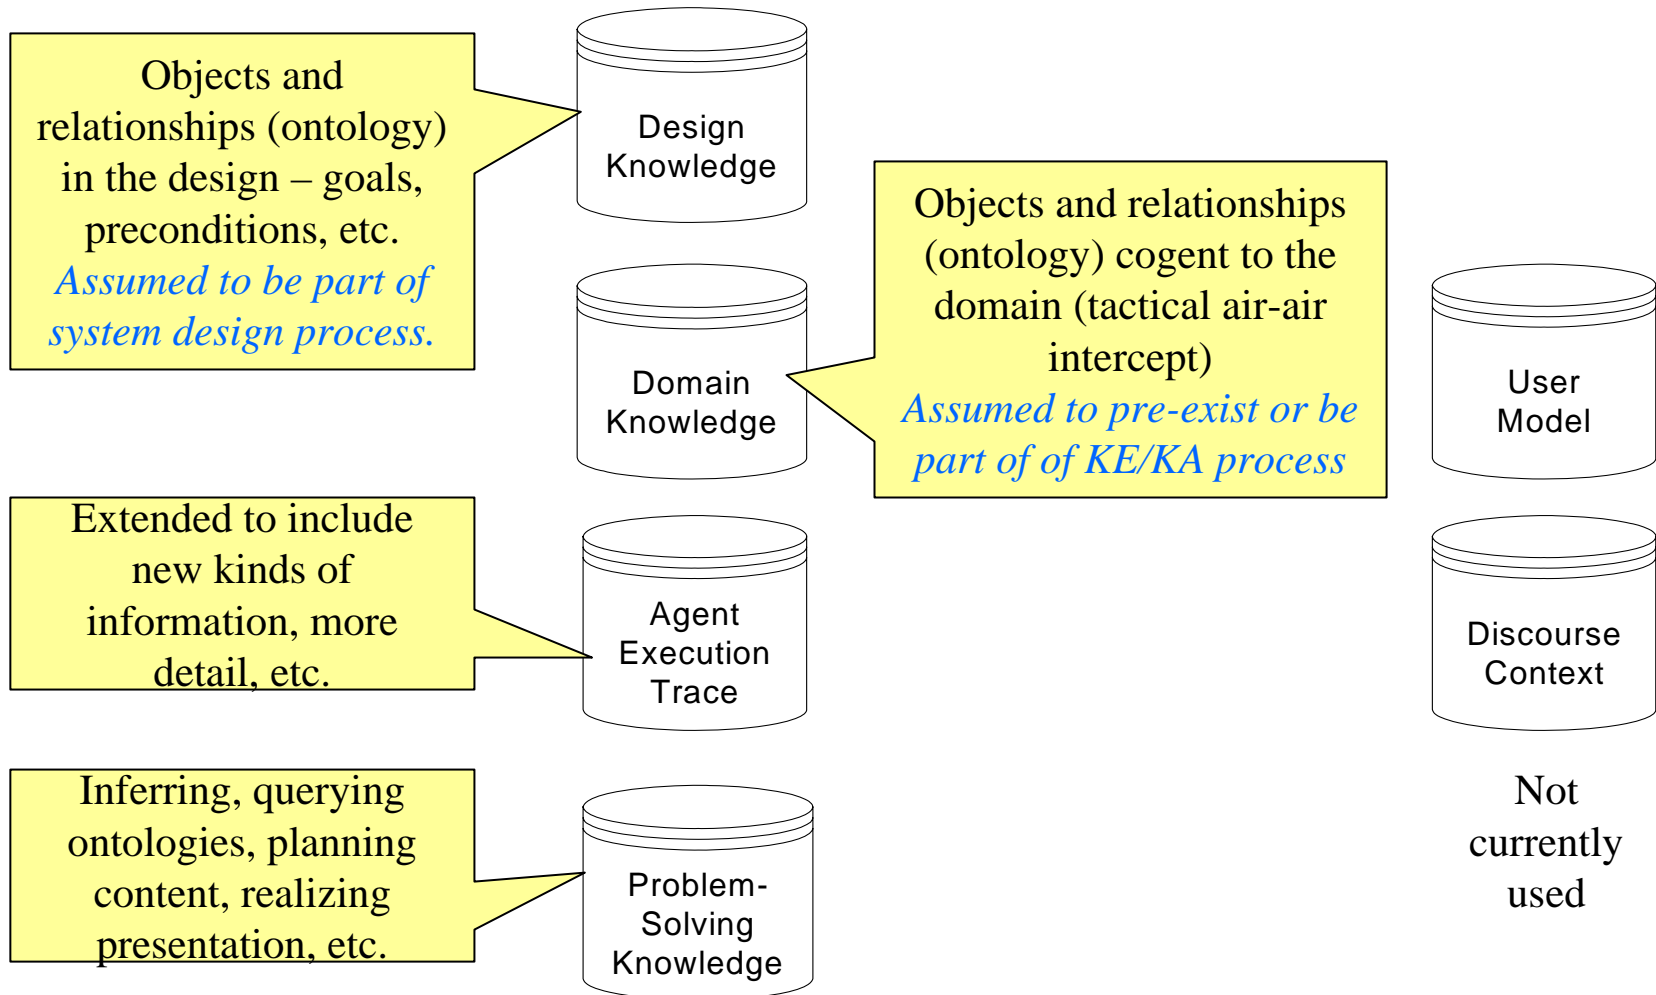 Objects and
relationships (ontology)
in the design – goals,
preconditions, etc.
Assumed to be part of
system design process.
Design
Knowledge
Objects and relationships
(ontology) cogent to the
domain (tactical air-air
intercept)
Assumed to pre-exist or be
part of of KE/KA process
Domain
Knowledge
User
Model
Extended to include
new kinds of
information, more
detail, etc.
Agent
Execution
Trace
Discourse
Context
Inferring, querying
ontologies, planning
content, realizing
presentation, etc.
Problem-
Solving
Knowledge
Not
currently
used